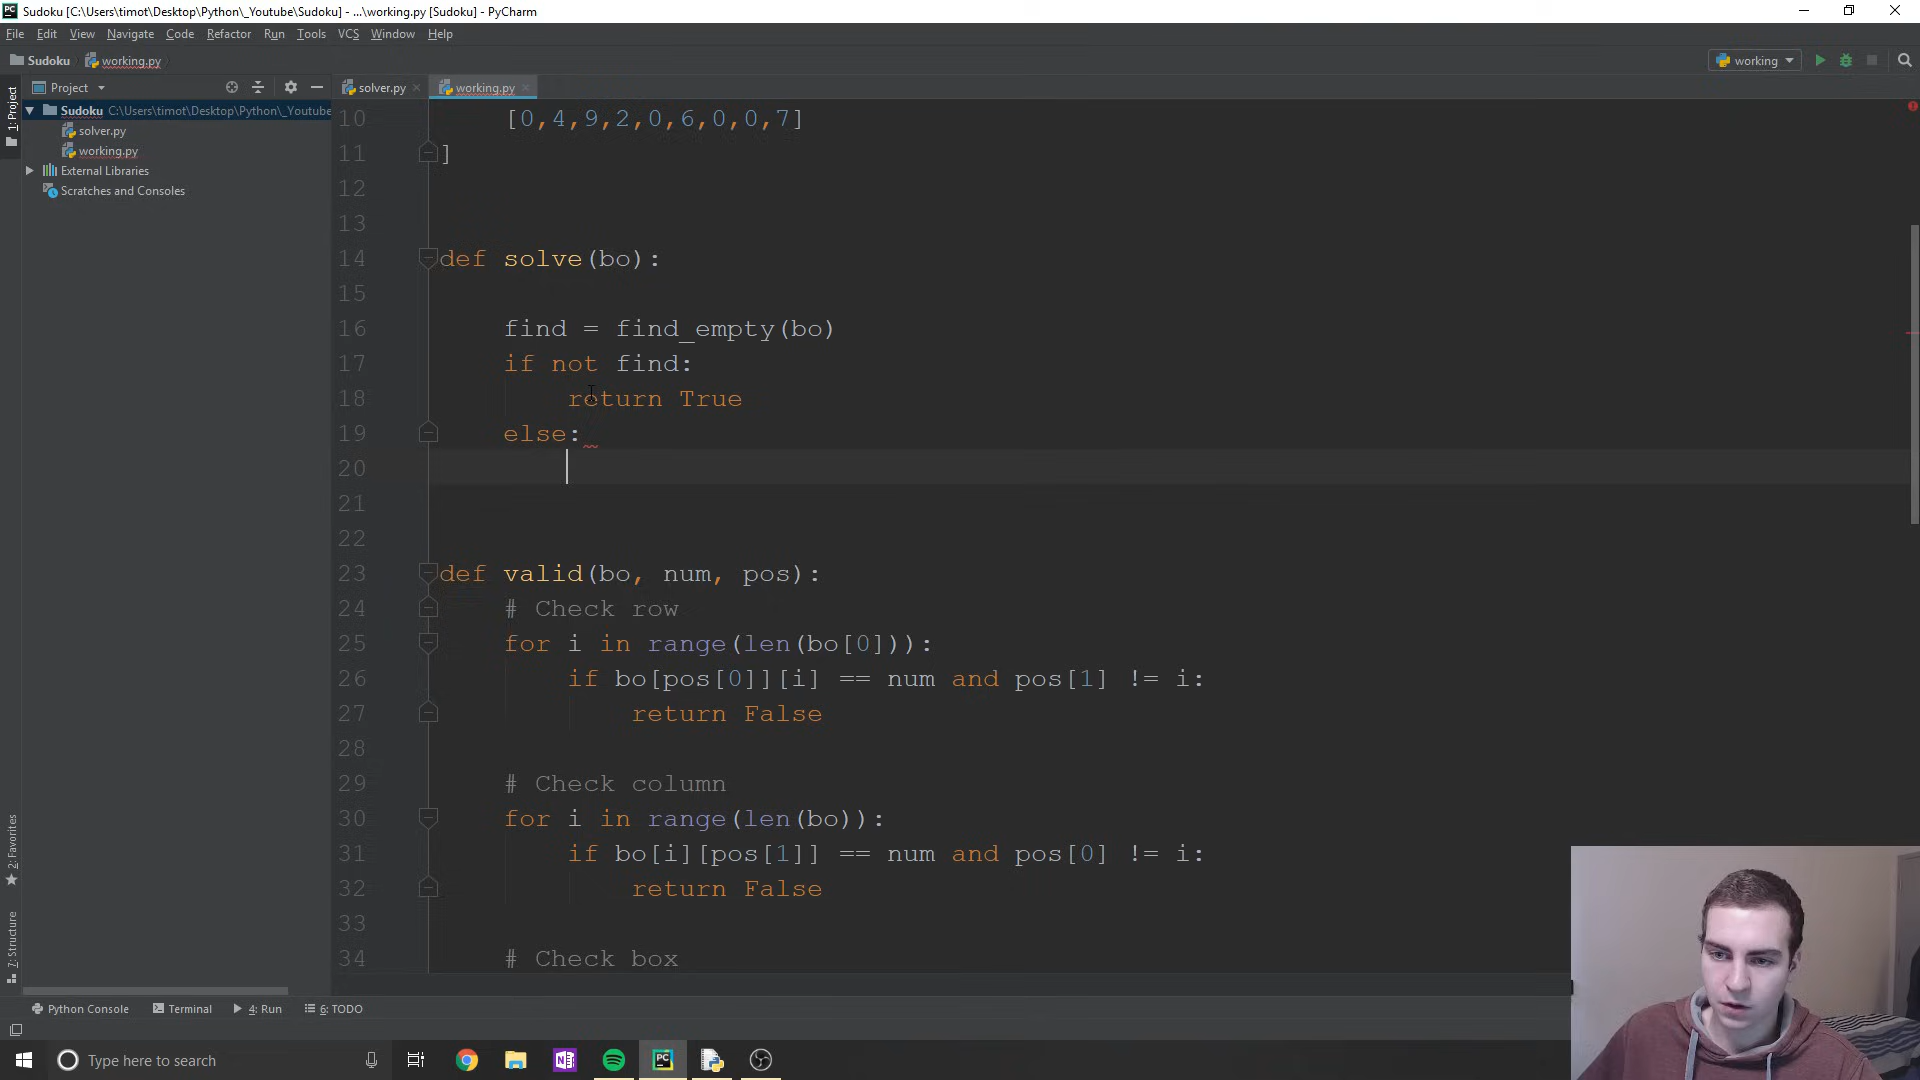 Sudoku [C:\Users\timot\Desktop\Python\_Youtube\Sudoku] - ...\working.py [Sudoku] - PyCharm
File Edit View Navigate Code Refactor Run Tools VCS Window Help
Sudoku working.py working
1: Project
Project
solver.py working.py
Sudoku C:\Users\timot\Desktop\Python\_Youtube
solver.py
working.py
External Libraries
Scratches and Consoles
10 [0,4,9,2,0,6,0,0,7]
11 ]
12
13
14 def solve(bo):
15
16 find = find_empty(bo)
17 if not find:
18 return True
19 else:
20
21
22
23 def valid(bo, num, pos):
24 # Check row
25 for i in range(len(bo[0])):
26 if bo[pos[0]][i] == num and pos[1] != i:
27 return False
28
29 # Check column
30 for i in range(len(bo)):
31 if bo[i][pos[1]] == num and pos[0] != i:
32 return False
33
34 # Check box
2: Favorites
7: Structure
Python Console Terminal 4: Run 6: TODO
Type here to search